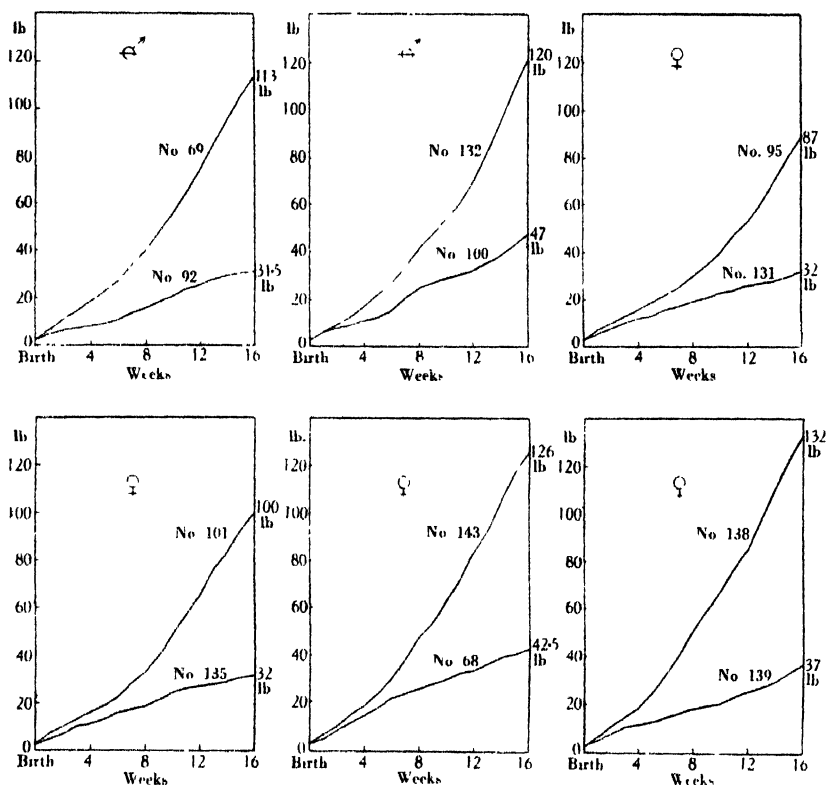 lb
120
100
80
60
40
20
0
No 69
113
lb
No 92
31·5
lb
Birth 4 8 12 16
Weeks
lb
120
100
80
60
40
20
0
No 132
120
lb
No 100
47
lb
Birth 4 8 12 16
Weeks
lb
♀
120
100
80
60
40
20
0
No. 95
87
lb
No. 131
32
lb
Birth 4 8 12 16
Weeks
lb
♀
120
100
80
60
40
20
0
No 101
100
lb
No 135
32
lb
Birth 4 8 12 16
Weeks
lb.
♀
120
100
80
60
40
20
0
No 143
126
lb
No 68
42·5
lb
Birth 4 8 12 16
Weeks
lb
♀
120
100
80
60
40
20
0
No 138
132
lb
No 139
37
lb
Birth 4 8 12 16
Weeks